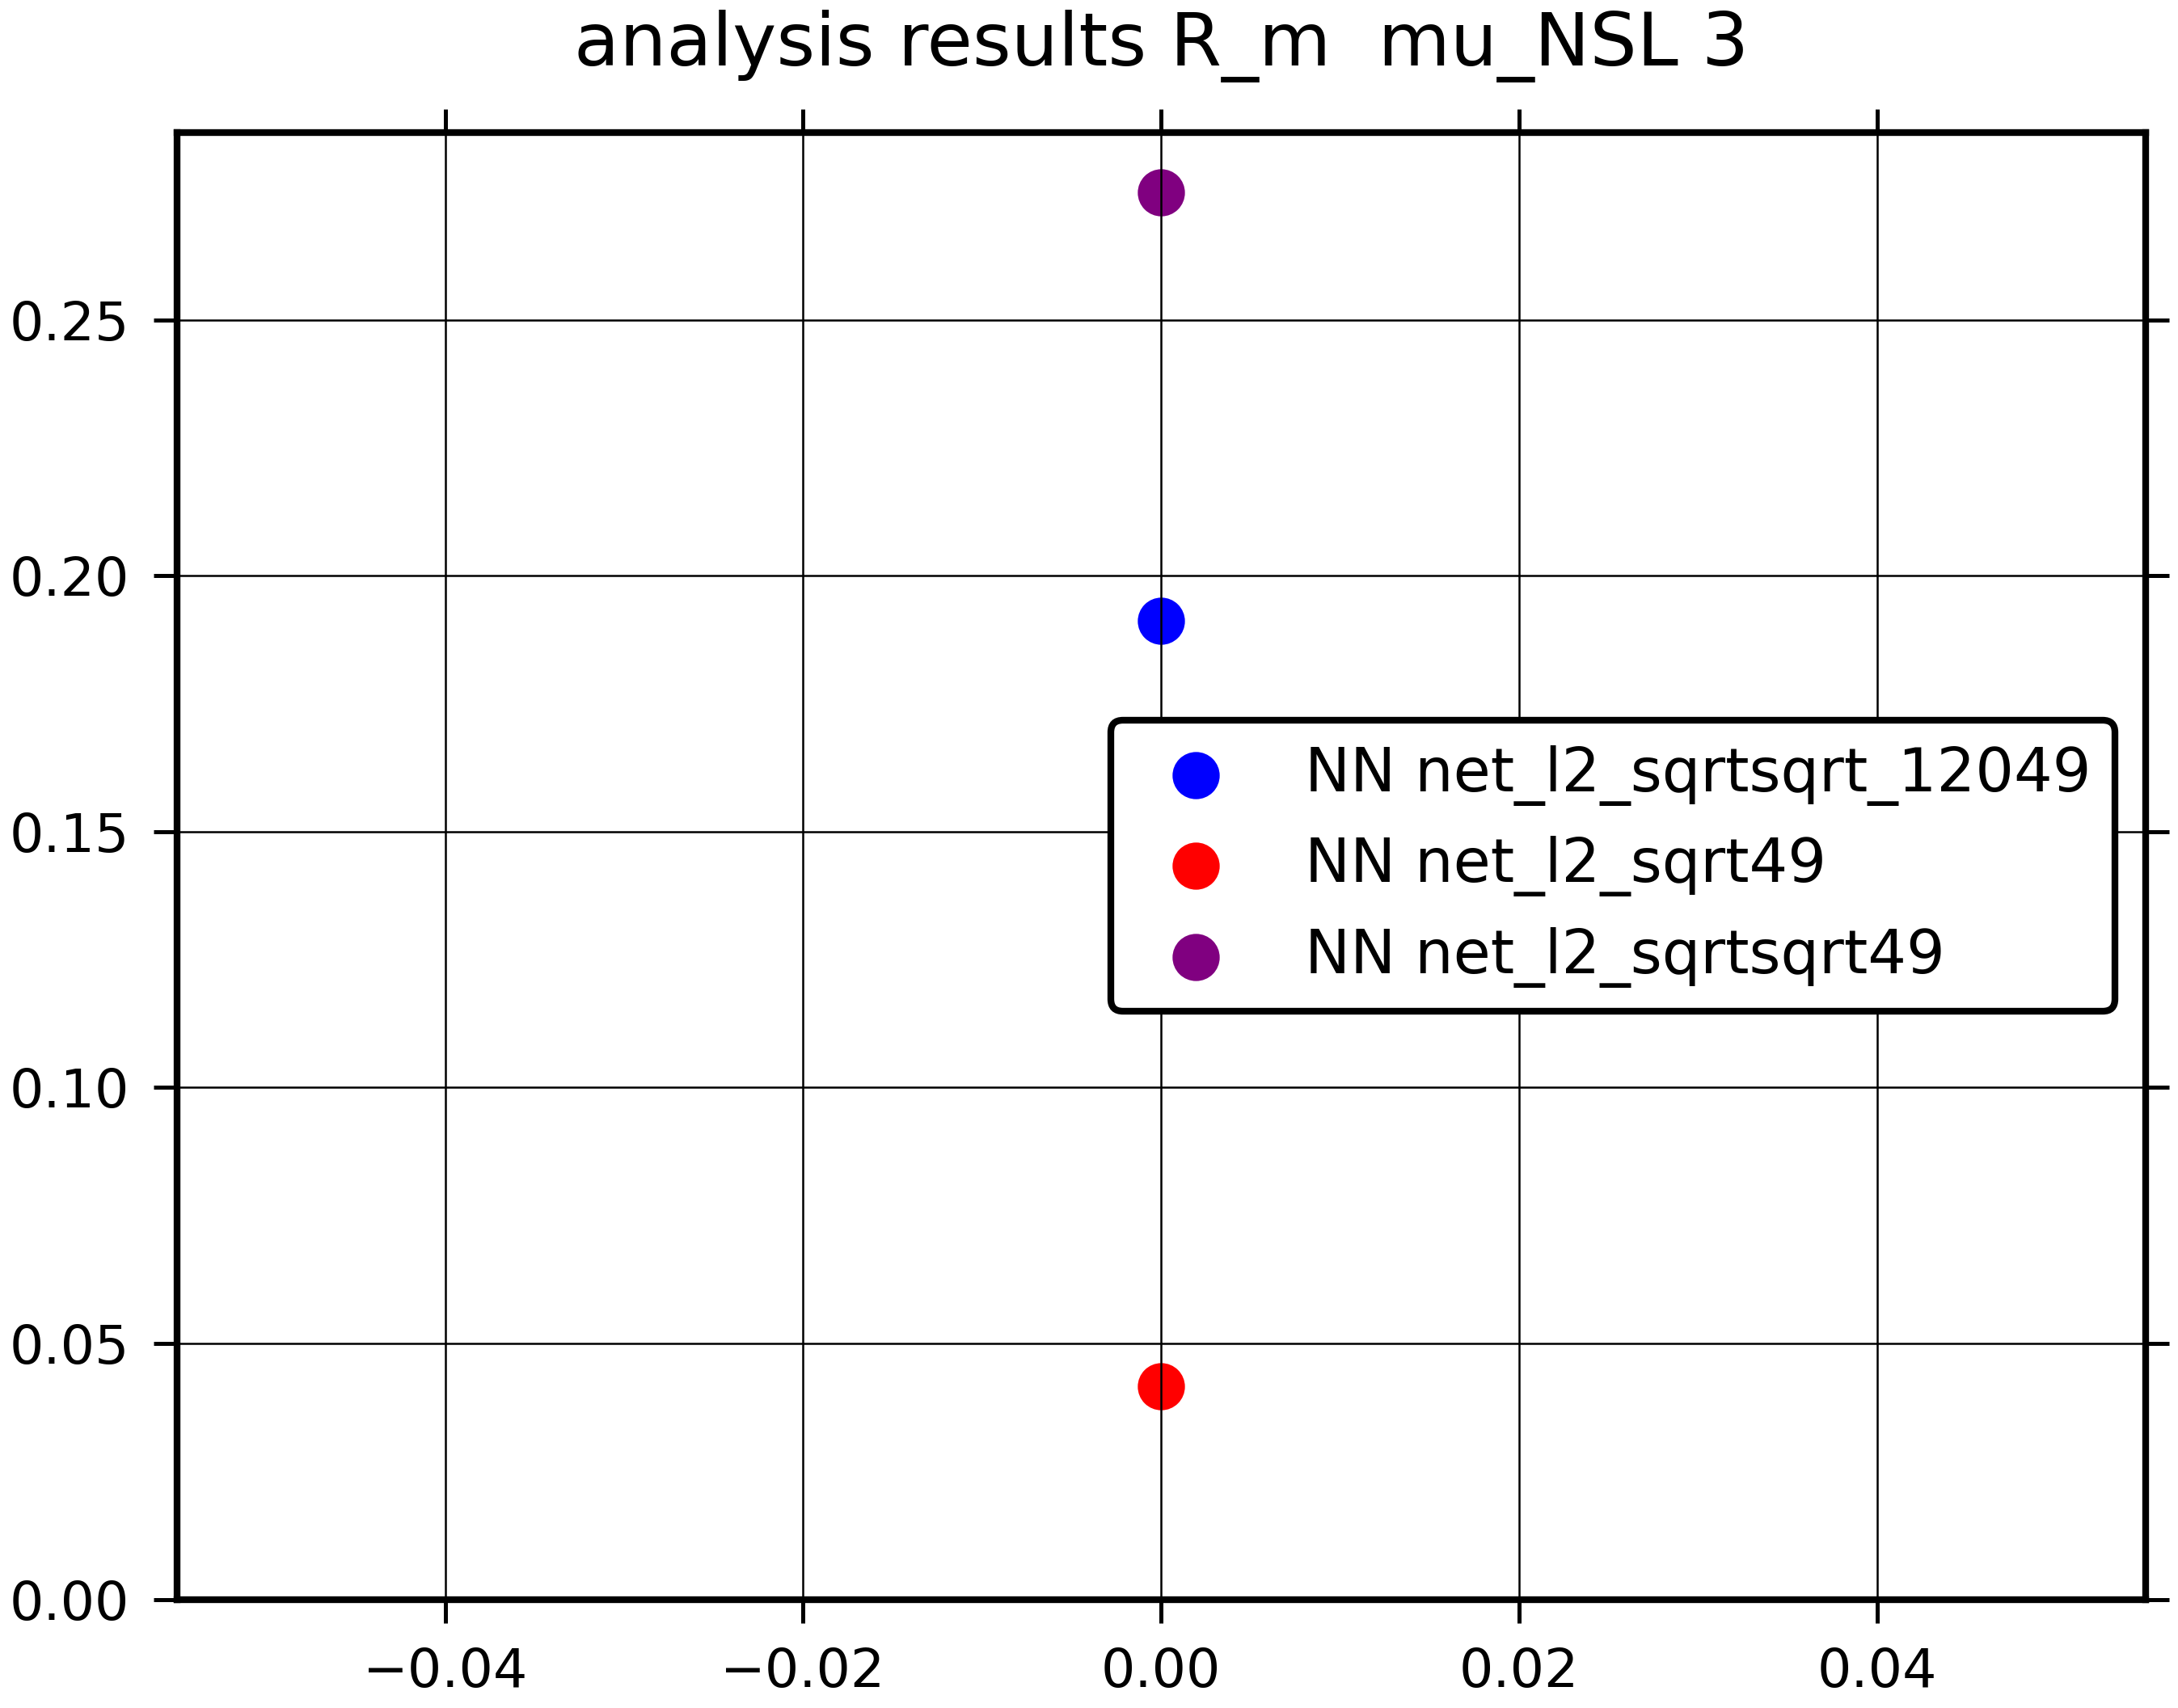 analysis results R_m  mu_NSL 3
0.25
0.20
0.15
0.10
0.05
0.00
NN net_l2_sqrtsqrt_12049
NN net_l2_sqrt49
NN net_l2_sqrtsqrt49
−0.04 −0.02 0.00 0.02 0.04